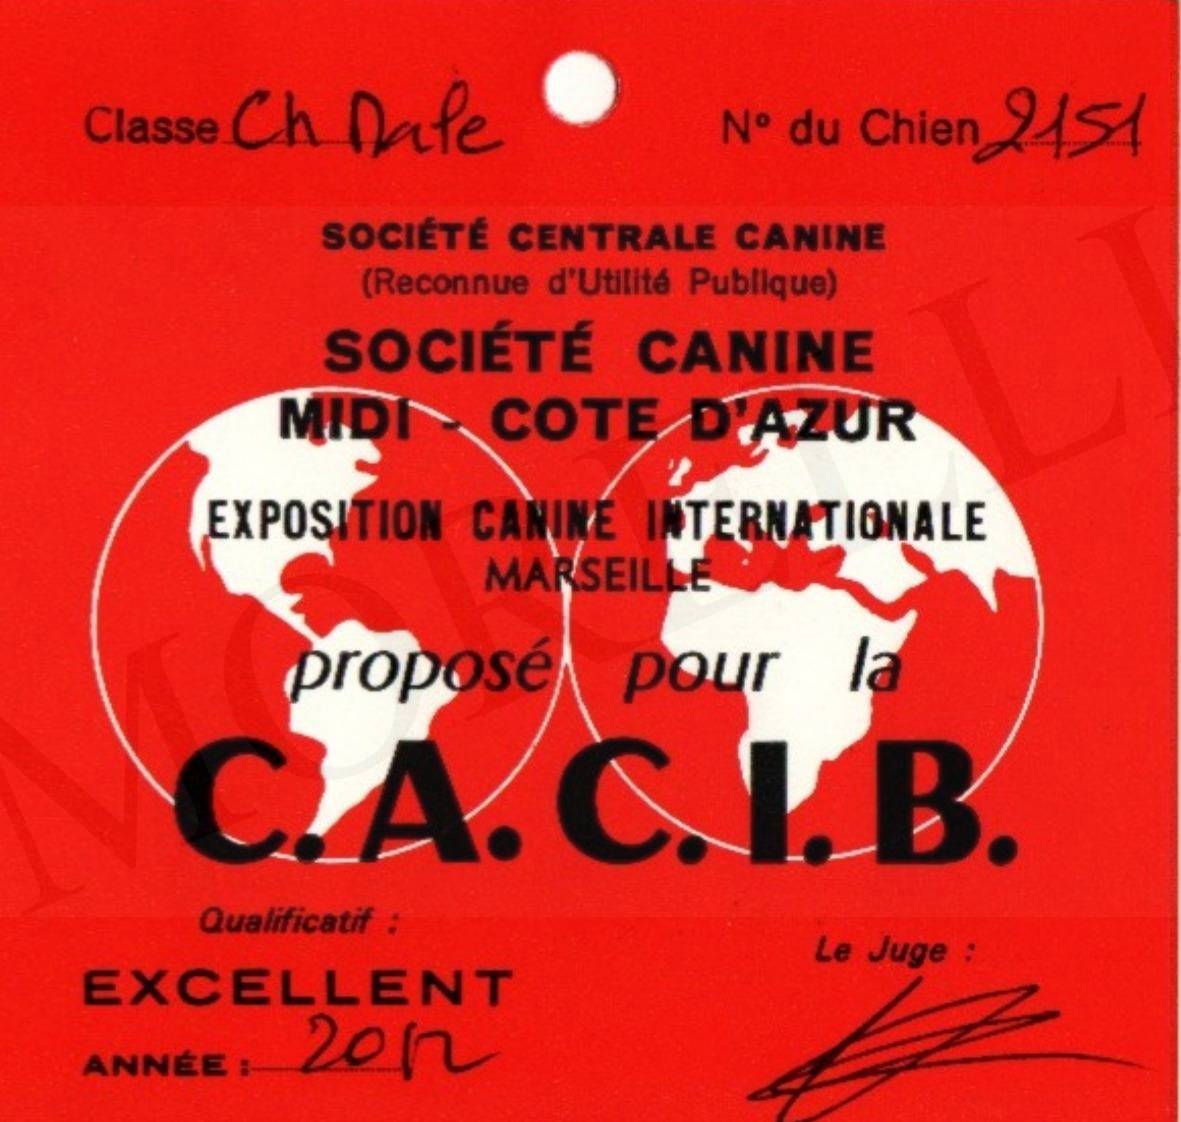 Classe Ch Male N° du Chien 2151
SOCIÉTÉ CENTRALE CANINE
(Reconnue d'Utilité Publique)
SOCIÉTÉ CANINE
MIDI - COTE D'AZUR
EXPOSITION CANINE INTERNATIONALE
MARSEILLE
proposé pour la
C.A.C.I.B.
Qualificatif :
Le Juge :
EXCELLENT
ANNÉE : 2012
MORELLI